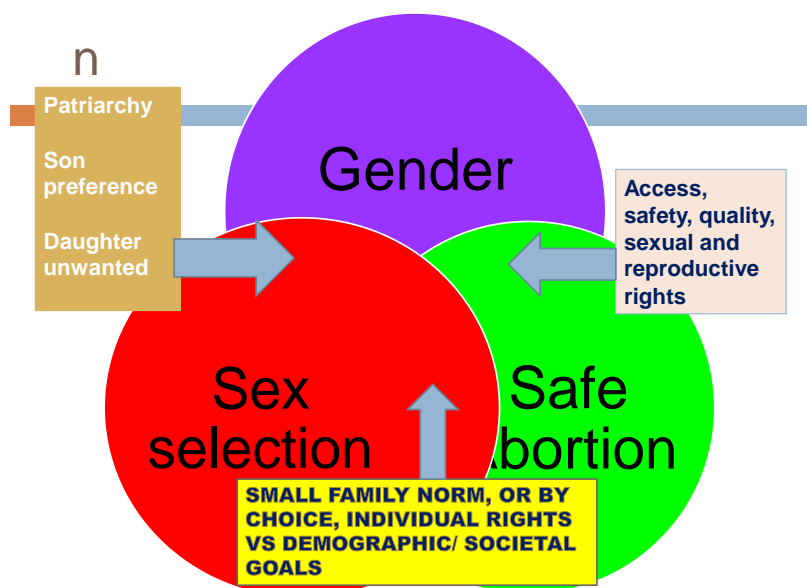 n
Patriarchy
Son
preference
Daughter
unwanted
Gender
Access,
safety, quality,
sexual and
reproductive
rights
Sex
selection
Safe
bortion
SMALL FAMILY NORM, OR BY
CHOICE, INDIVIDUAL RIGHTS
VS DEMOGRAPHIC/ SOCIETAL
GOALS